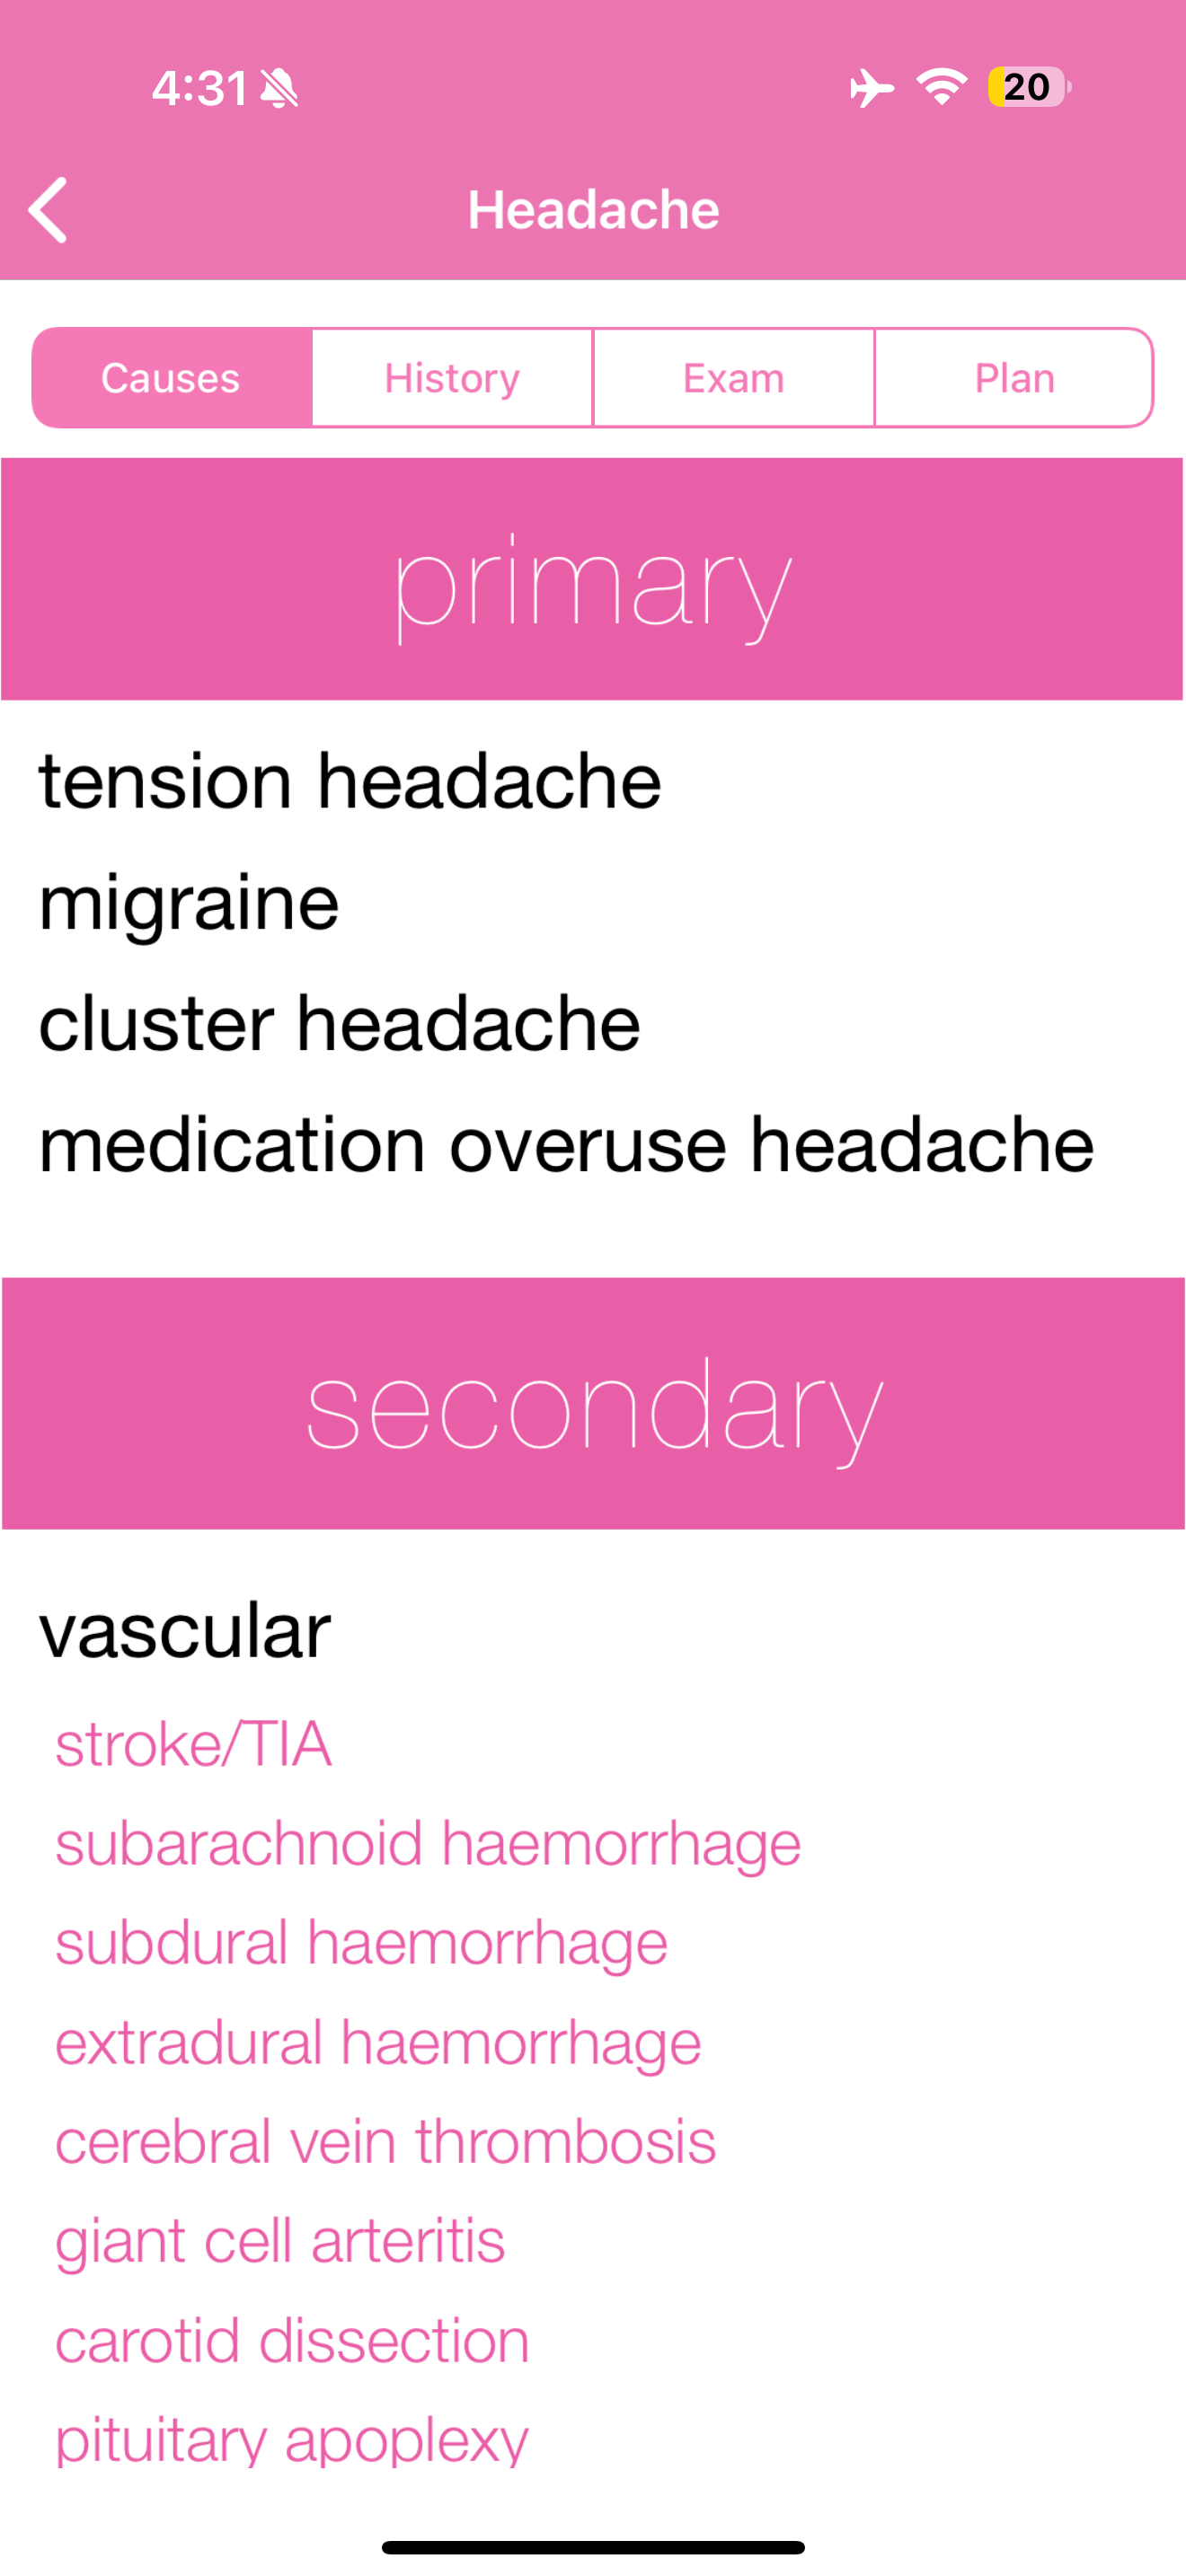 4:31
20
Headache
Causes History Exam Plan
primary
tension headache
migraine
cluster headache
medication overuse headache
secondary
vascular
stroke/TIA
subarachnoid haemorrhage
subdural haemorrhage
extradural haemorrhage
cerebral vein thrombosis
giant cell arteritis
carotid dissection
pituitary apoplexy